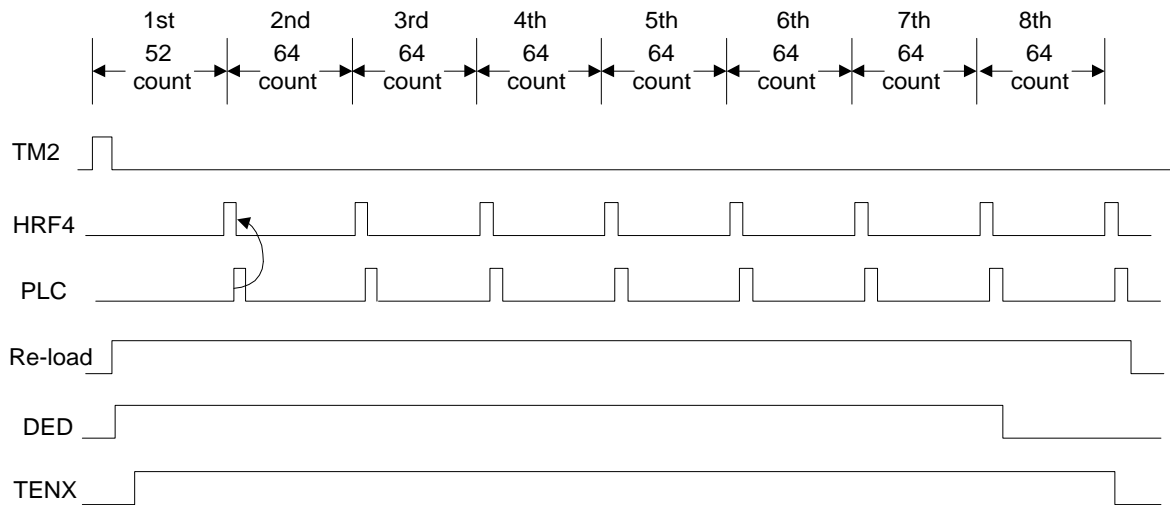 1st 2nd 3rd 4th 5th 6th 7th 8th
52 64 64 64 64 64 64 64
count count count count count count count count
TM2
HRF4
PLC
Re-load
DED
TENX